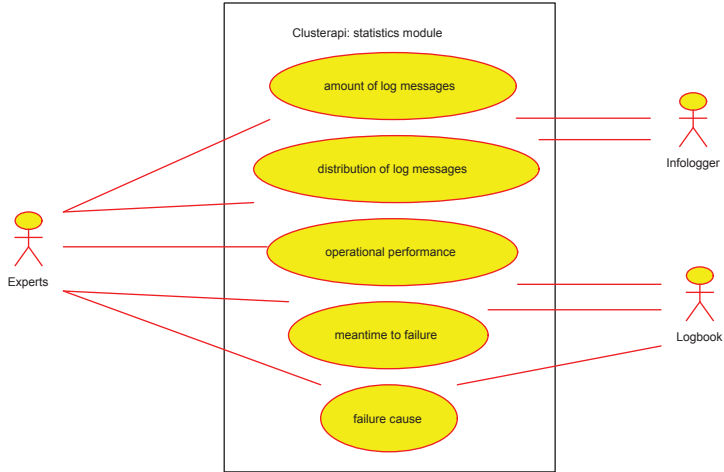 Clusterapi: statistics module
amount of log messages
distribution of log messages
Infologger
operational performance
Experts
meantime to failure
Logbook
failure cause